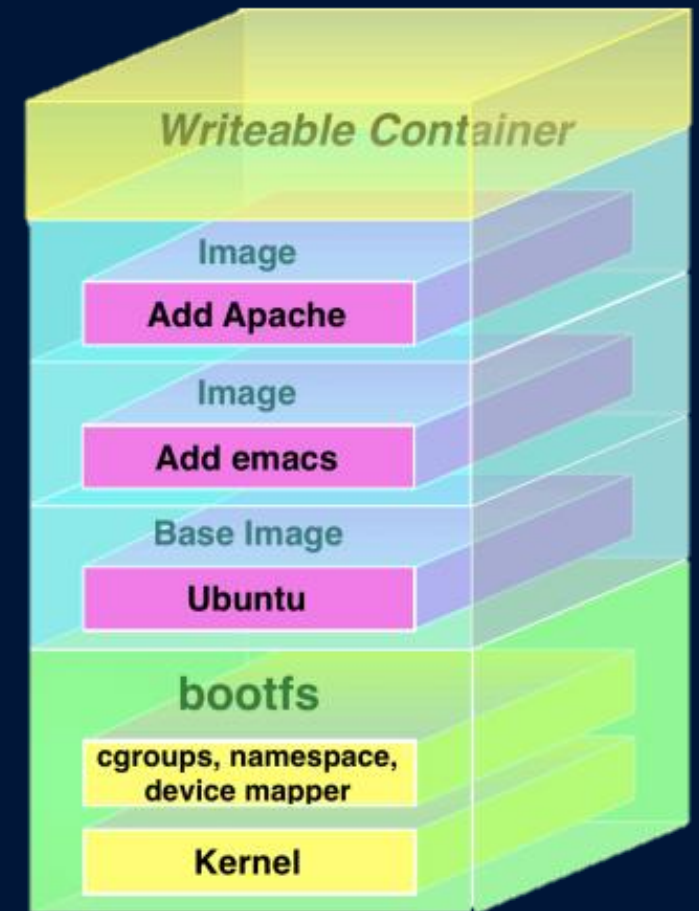 Writeable Container
Image
Add Apache
Image
Add emacs
Base Image
Ubuntu
bootfs
cgroups, namespace,
device mapper
Kernel